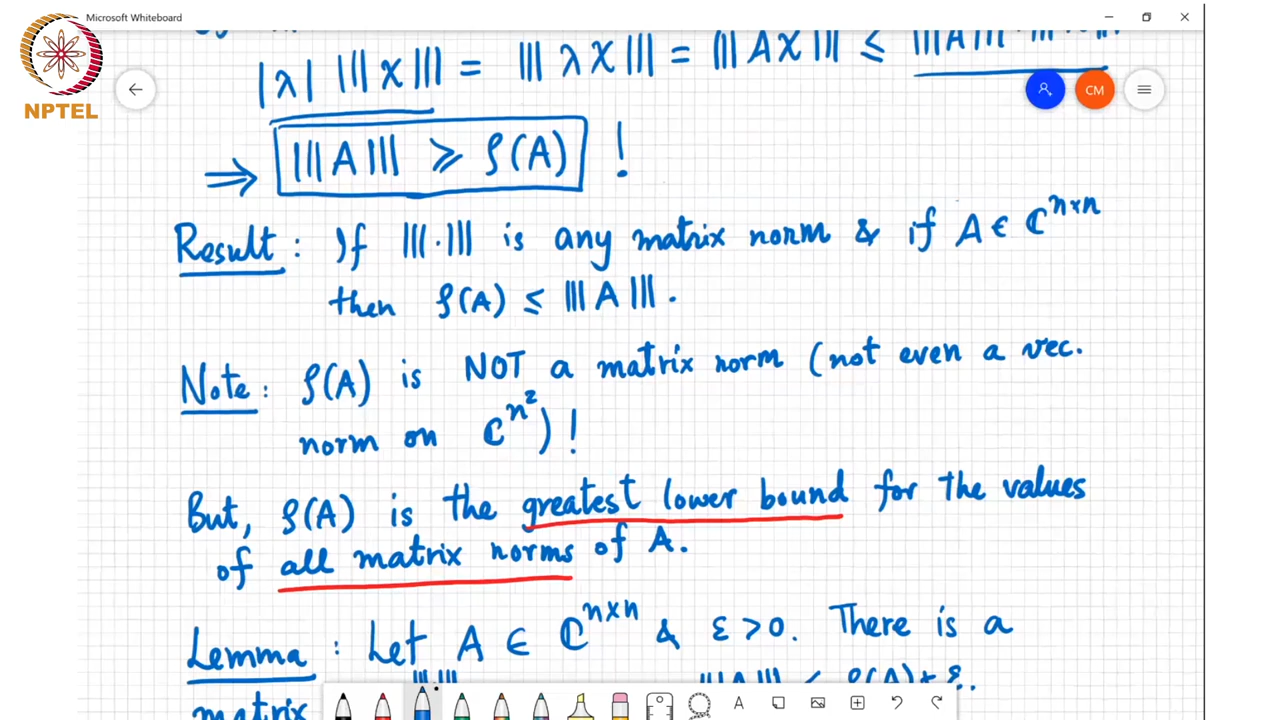 Microsoft Whiteboard
NPTEL
CM
|λ| |||X||| = |||λX||| = |||AX||| ≤ |||A|||
⇒ |||A||| ≥ ρ(A) !
Result : If |||·||| is any matrix norm & if A ∈ ℂ^{n×n}
then ρ(A) ≤ |||A|||.
Note : ρ(A) is NOT a matrix norm (not even a vec.
norm on ℂ^{n²}) !
But, ρ(A) is the greatest lower bound for the values
of all matrix norms of A.
Lemma : Let A ∈ ℂ^{n×n} & ε > 0. There is a
matrix |||·||| |||A||| ≤ ρ(A) + ε.
A